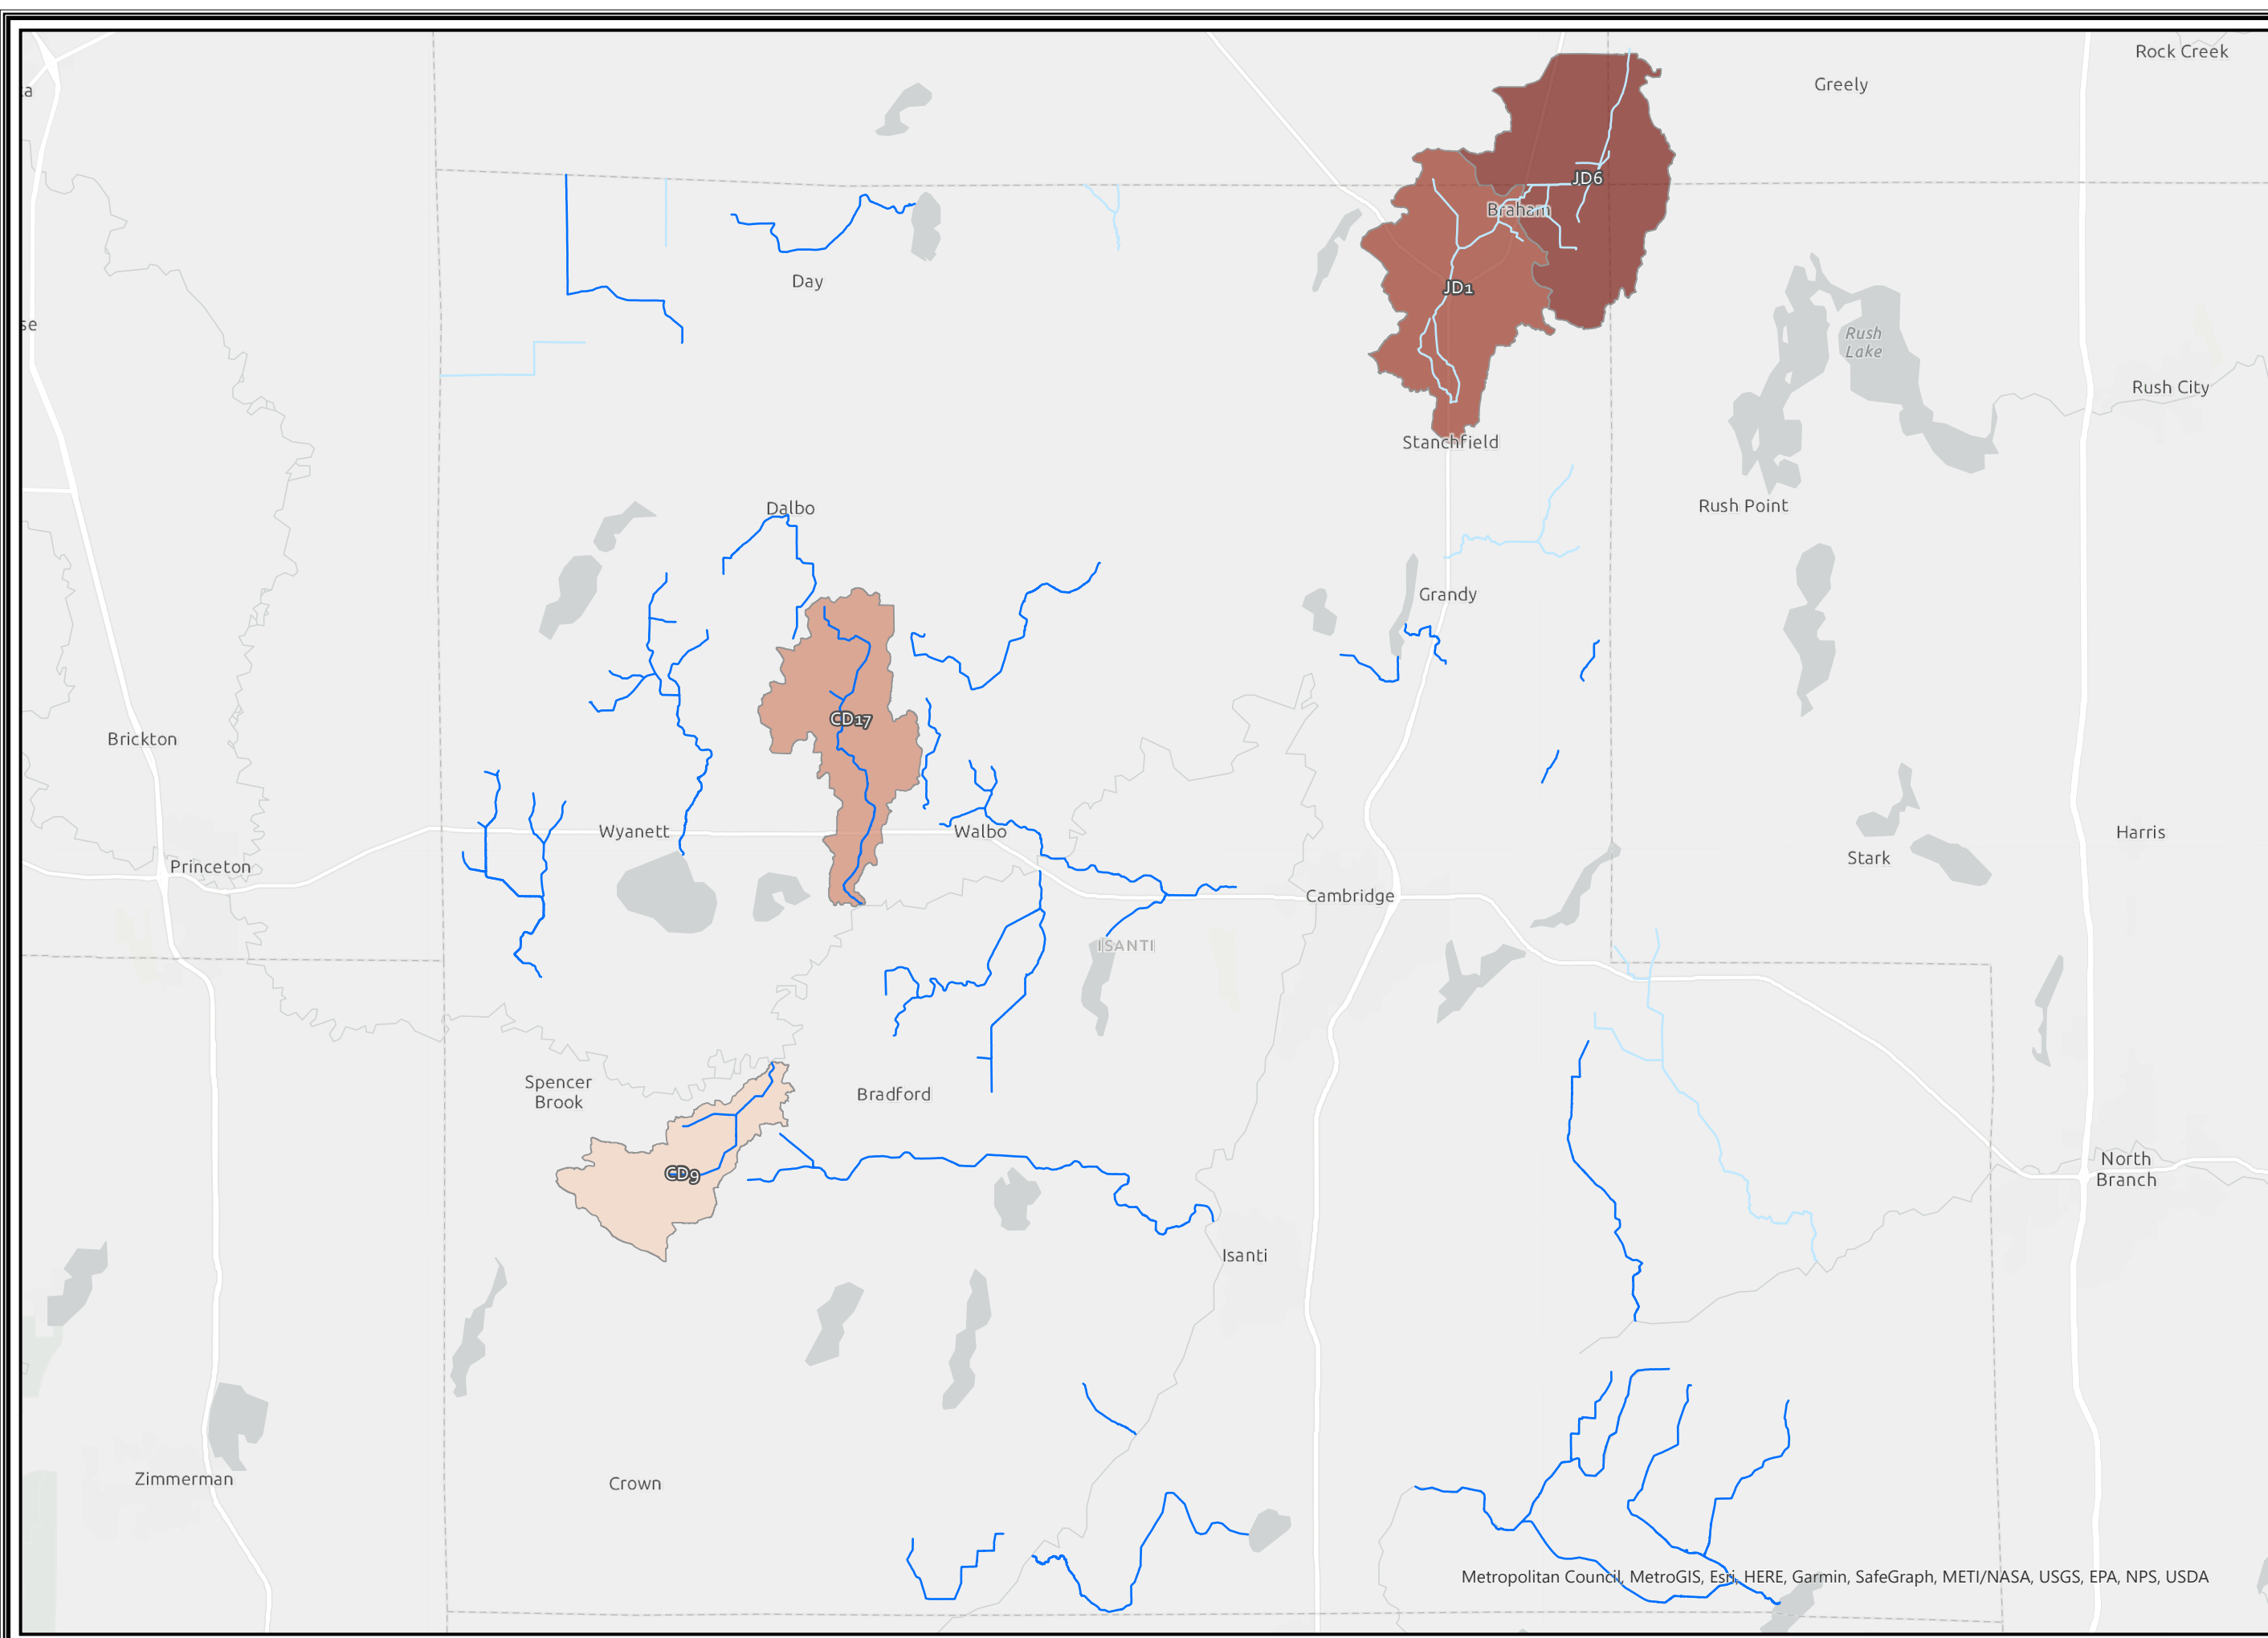 Rock Creek
Greely
JD6
Braham
Day
JD1
Rush
Lake
Rush City
Stanchfield
Rush Point
Dalbo
Grandy
CD17
Brickton
Wyanett
Walbo
Harris
Stark
Princeton
Cambridge
ISANTI
Spencer
Brook
Bradford
CD9
North
Branch
Isanti
Zimmerman
Crown
Metropolitan Council, MetroGIS, Esri, HERE, Garmin, SafeGraph, METI/NASA, USGS, EPA, NPS, USDA